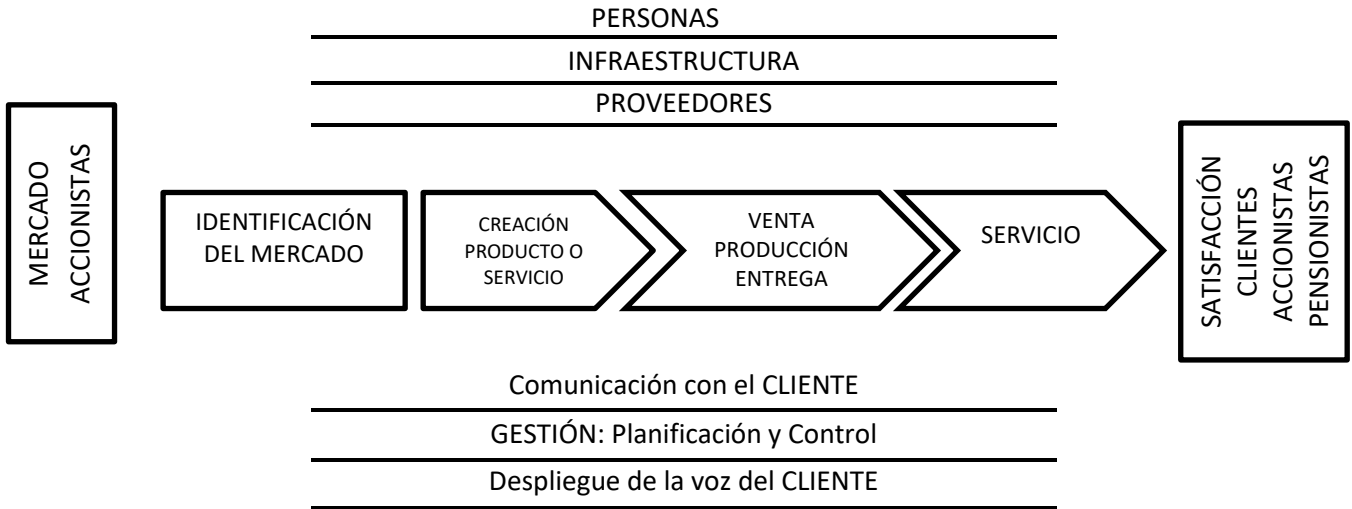 PERSONAS
INFRAESTRUCTURA
PROVEEDORES
MERCADO
ACCIONISTAS
IDENTIFICACIÓN
DEL MERCADO
CREACIÓN
PRODUCTO O
SERVICIO
VENTA
PRODUCCIÓN
ENTREGA
SERVICIO
SATISFACCIÓN
CLIENTES
ACCIONISTAS
PENSIONISTAS
Comunicación con el CLIENTE
GESTIÓN: Planificación y Control
Despliegue de la voz del CLIENTE